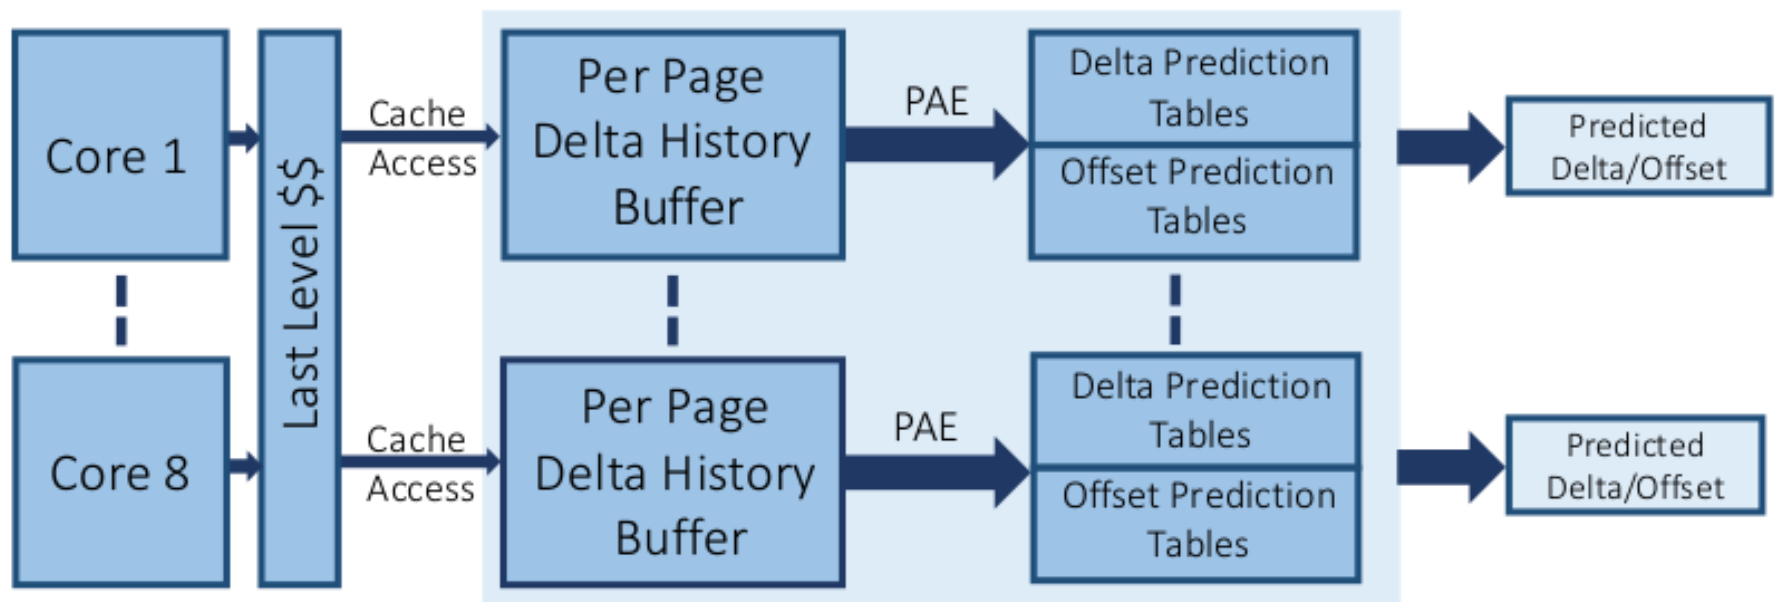 Core 1
Last Level $$
Cache
Access
Per Page
Delta History
Buffer
PAE
Delta Prediction
Tables
Offset Prediction
Tables
Predicted
Delta/Offset
Core 8
Cache
Access
Per Page
Delta History
Buffer
PAE
Delta Prediction
Tables
Offset Prediction
Tables
Predicted
Delta/Offset